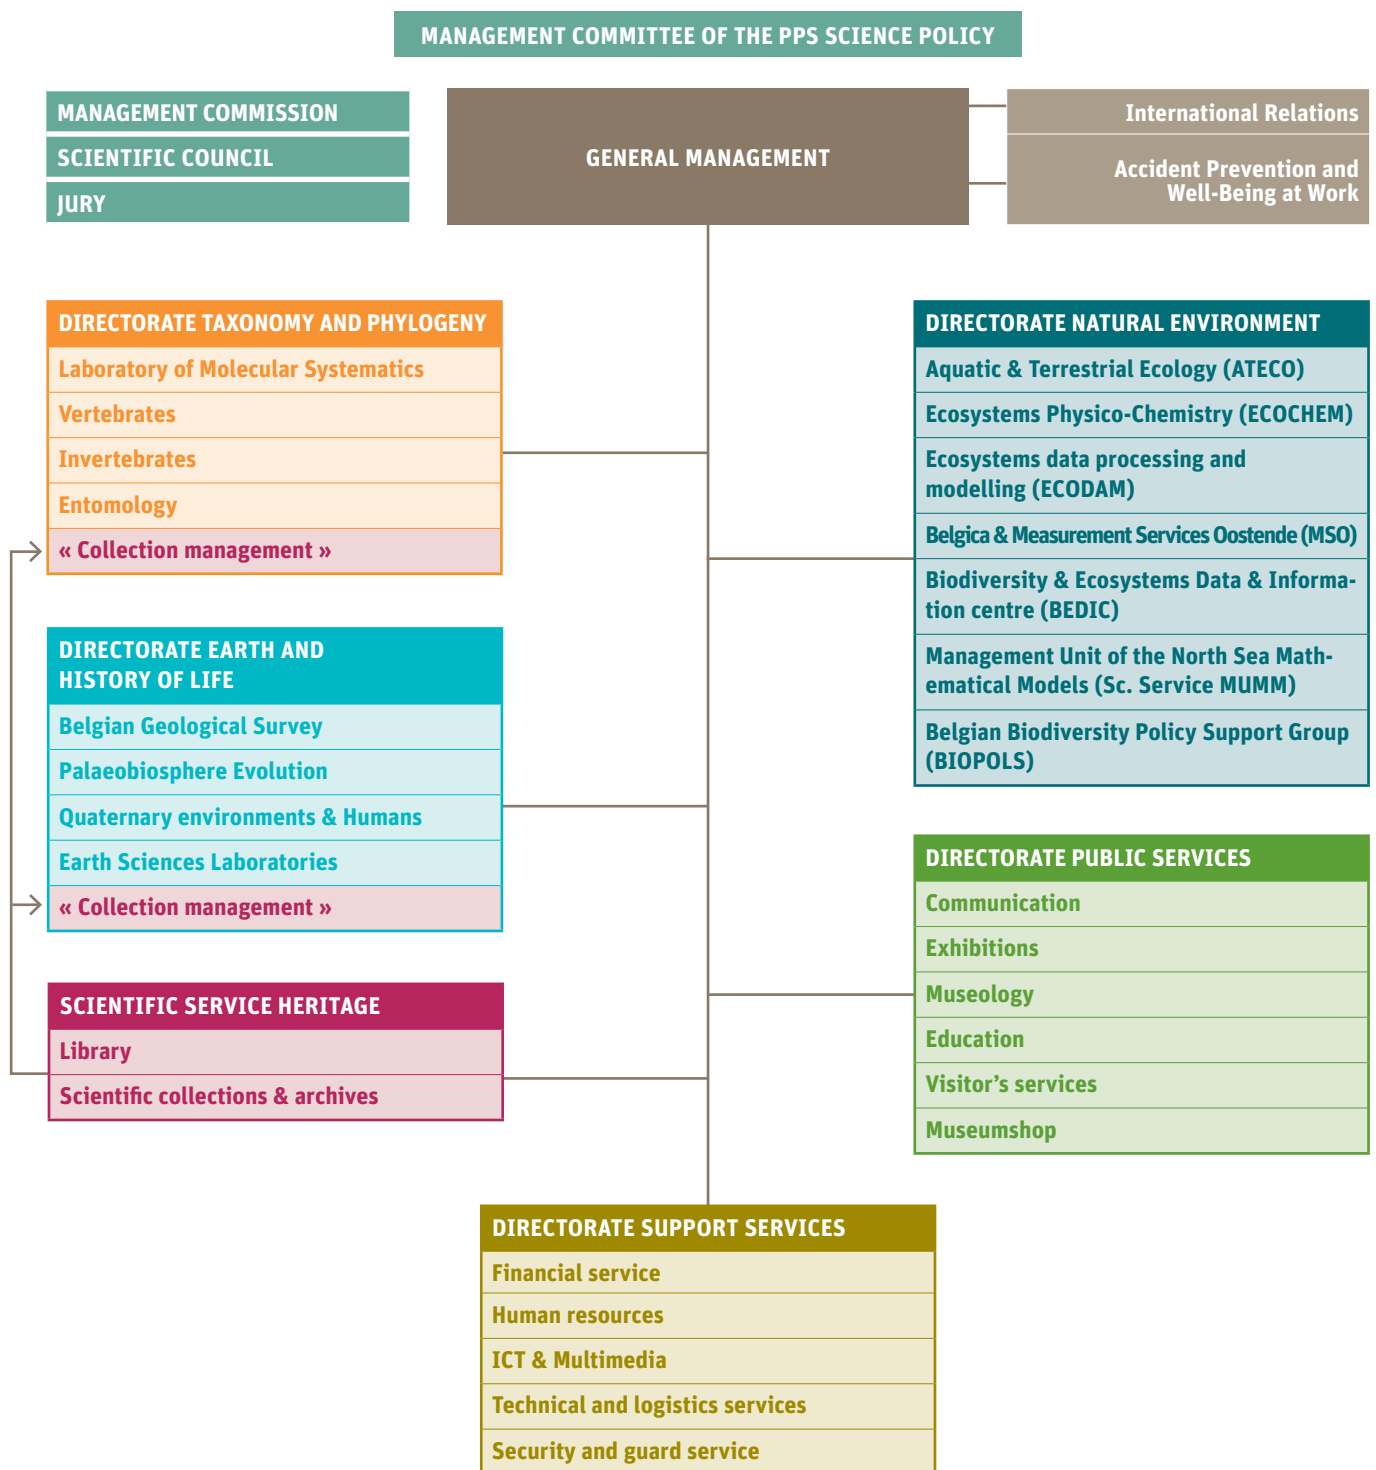 MANAGEMENT COMMITTEE OF THE PPS SCIENCE POLICY
MANAGEMENT COMMISSION
SCIENTIFIC COUNCIL
JURY
GENERAL MANAGEMENT
International Relations
Accident Prevention and
Well-Being at Work
DIRECTORATE TAXONOMY AND PHYLOGENY
Laboratory of Molecular Systematics
Vertebrates
Invertebrates
Entomology
« Collection management »
DIRECTORATE EARTH AND
HISTORY OF LIFE
Belgian Geological Survey
Palaeobiosphere Evolution
Quaternary environments & Humans
Earth Sciences Laboratories
« Collection management »
SCIENTIFIC SERVICE HERITAGE
Library
Scientific collections & archives
DIRECTORATE NATURAL ENVIRONMENT
Aquatic & Terrestrial Ecology (ATECO)
Ecosystems Physico-Chemistry (ECOCHEM)
Ecosystems data processing and
modelling (ECODAM)
Belgica & Measurement Services Oostende (MSO)
Biodiversity & Ecosystems Data & Informa-
tion centre (BEDIC)
Management Unit of the North Sea Math-
ematical Models (Sc. Service MUMM)
Belgian Biodiversity Policy Support Group
(BIOPOLS)
DIRECTORATE PUBLIC SERVICES
Communication
Exhibitions
Museology
Education
Visitor's services
Museumshop
DIRECTORATE SUPPORT SERVICES
Financial service
Human resources
ICT & Multimedia
Technical and logistics services
Security and guard service